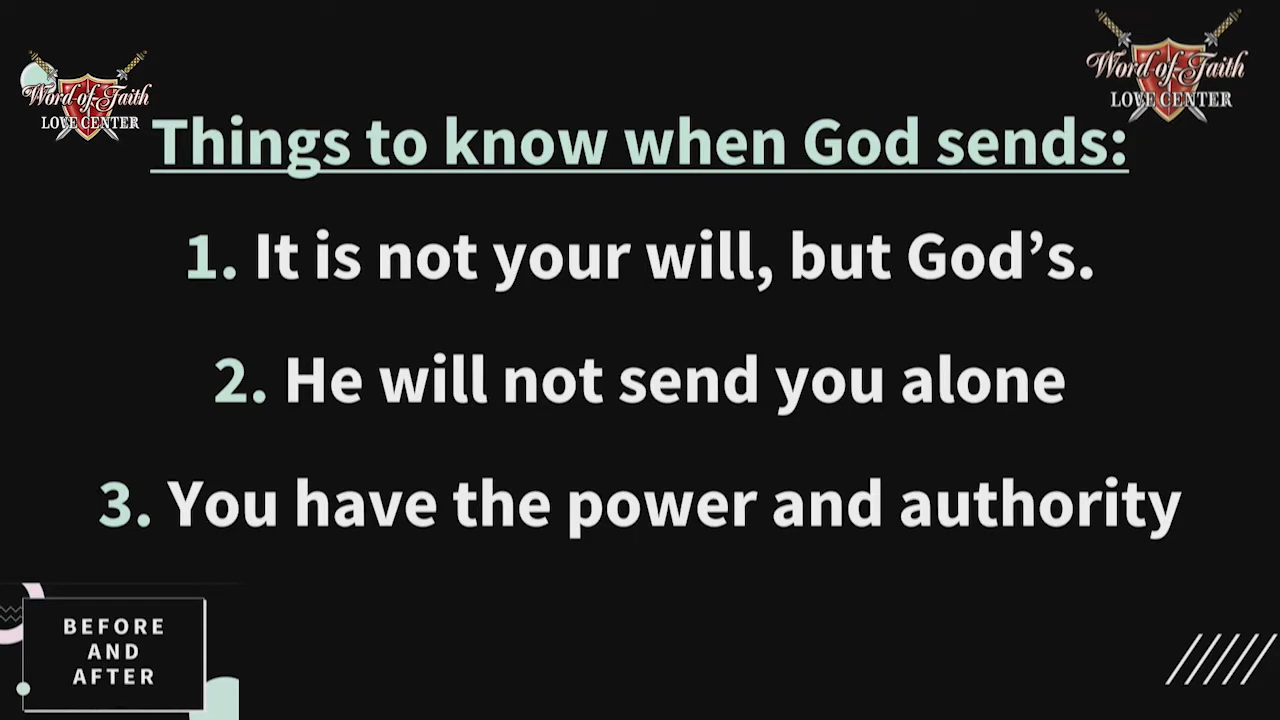 Word of Faith
LOVE CENTER
Word of Faith
LOVE CENTER
Things to know when God sends:
1. It is not your will, but God’s.
2. He will not send you alone
3. You have the power and authority
BEFORE
AND
AFTER